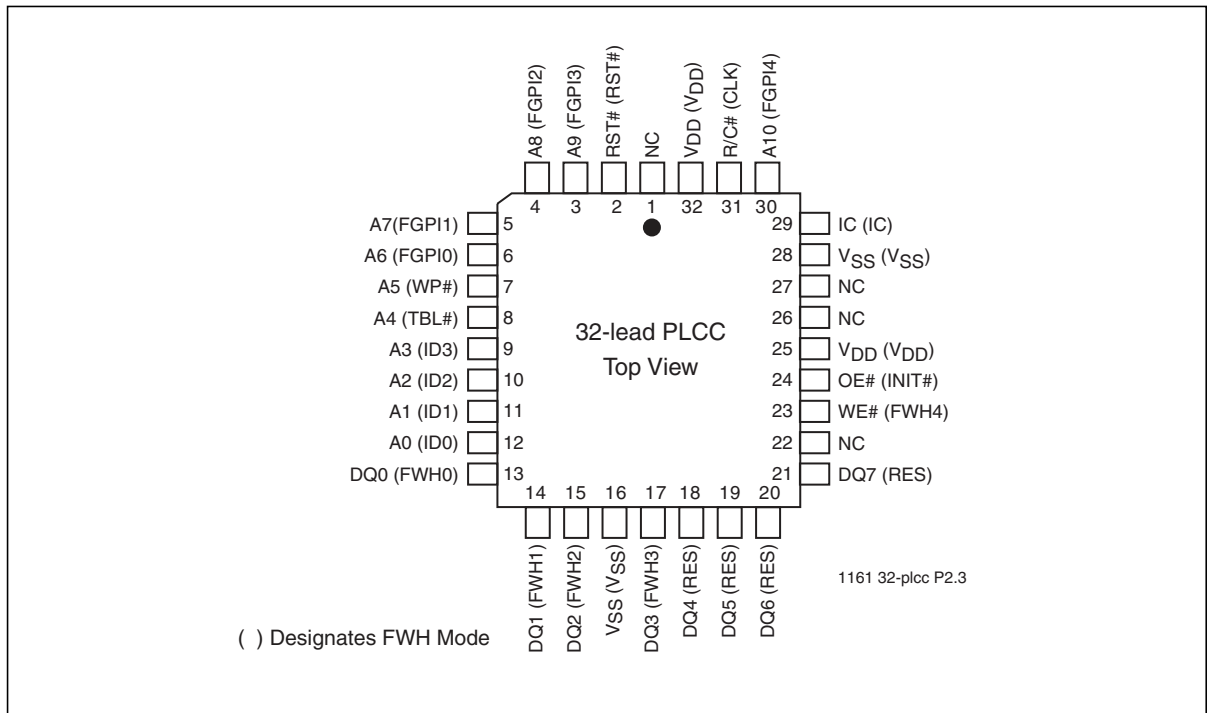 A8 (FGPI2)
A9 (FGPI3)
RST# (RST#)
NC
VDD (VDD)
R/C# (CLK)
A10 (FGPI4)
4
3
2
1
32
31
30
A7(FGPI1)
5
A6 (FGPI0)
6
A5 (WP#)
7
A4 (TBL#)
8
A3 (ID3)
9
A2 (ID2)
10
A1 (ID1)
11
A0 (ID0)
12
DQ0 (FWH0)
13
32-lead PLCC
Top View
29
IC (IC)
28
VSS (VSS)
27
NC
26
NC
25
VDD (VDD)
24
OE# (INIT#)
23
WE# (FWH4)
22
NC
21
DQ7 (RES)
14
15
16
17
18
19
20
DQ1 (FWH1)
DQ2 (FWH2)
VSS (VSS)
DQ3 (FWH3)
DQ4 (RES)
DQ5 (RES)
DQ6 (RES)
1161 32-plcc P2.3
( ) Designates FWH Mode